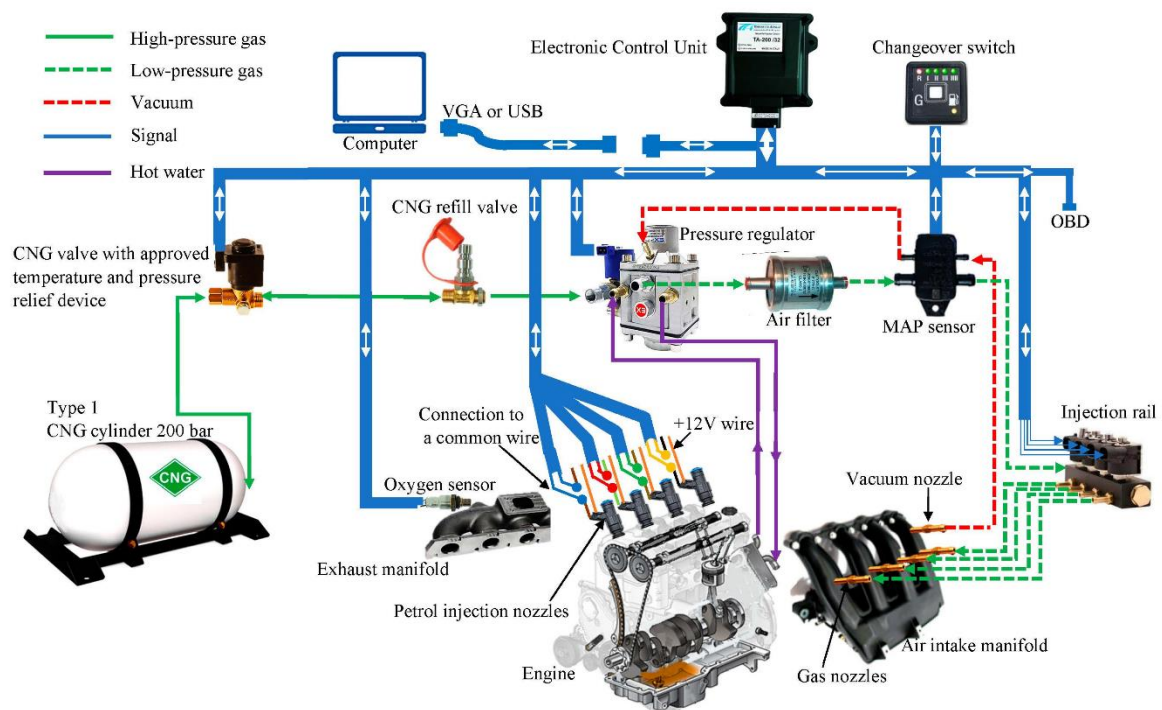 High-pressure gas
Low-pressure gas
Vacuum
Signal
Hot water
Computer
VGA or USB
Electronic Control Unit
TA-200 /32
Changeover switch
R I II III IIII
G
OBD
CNG valve with approved
temperature and pressure
relief device
CNG refill valve
Pressure regulator
Air filter
MAP sensor
Type 1
CNG cylinder 200 bar
CNG
Connection to
a common wire
+12V wire
Injection rail
Oxygen sensor
Vacuum nozzle
Exhaust manifold
Petrol injection nozzles
Engine
Air intake manifold
Gas nozzles